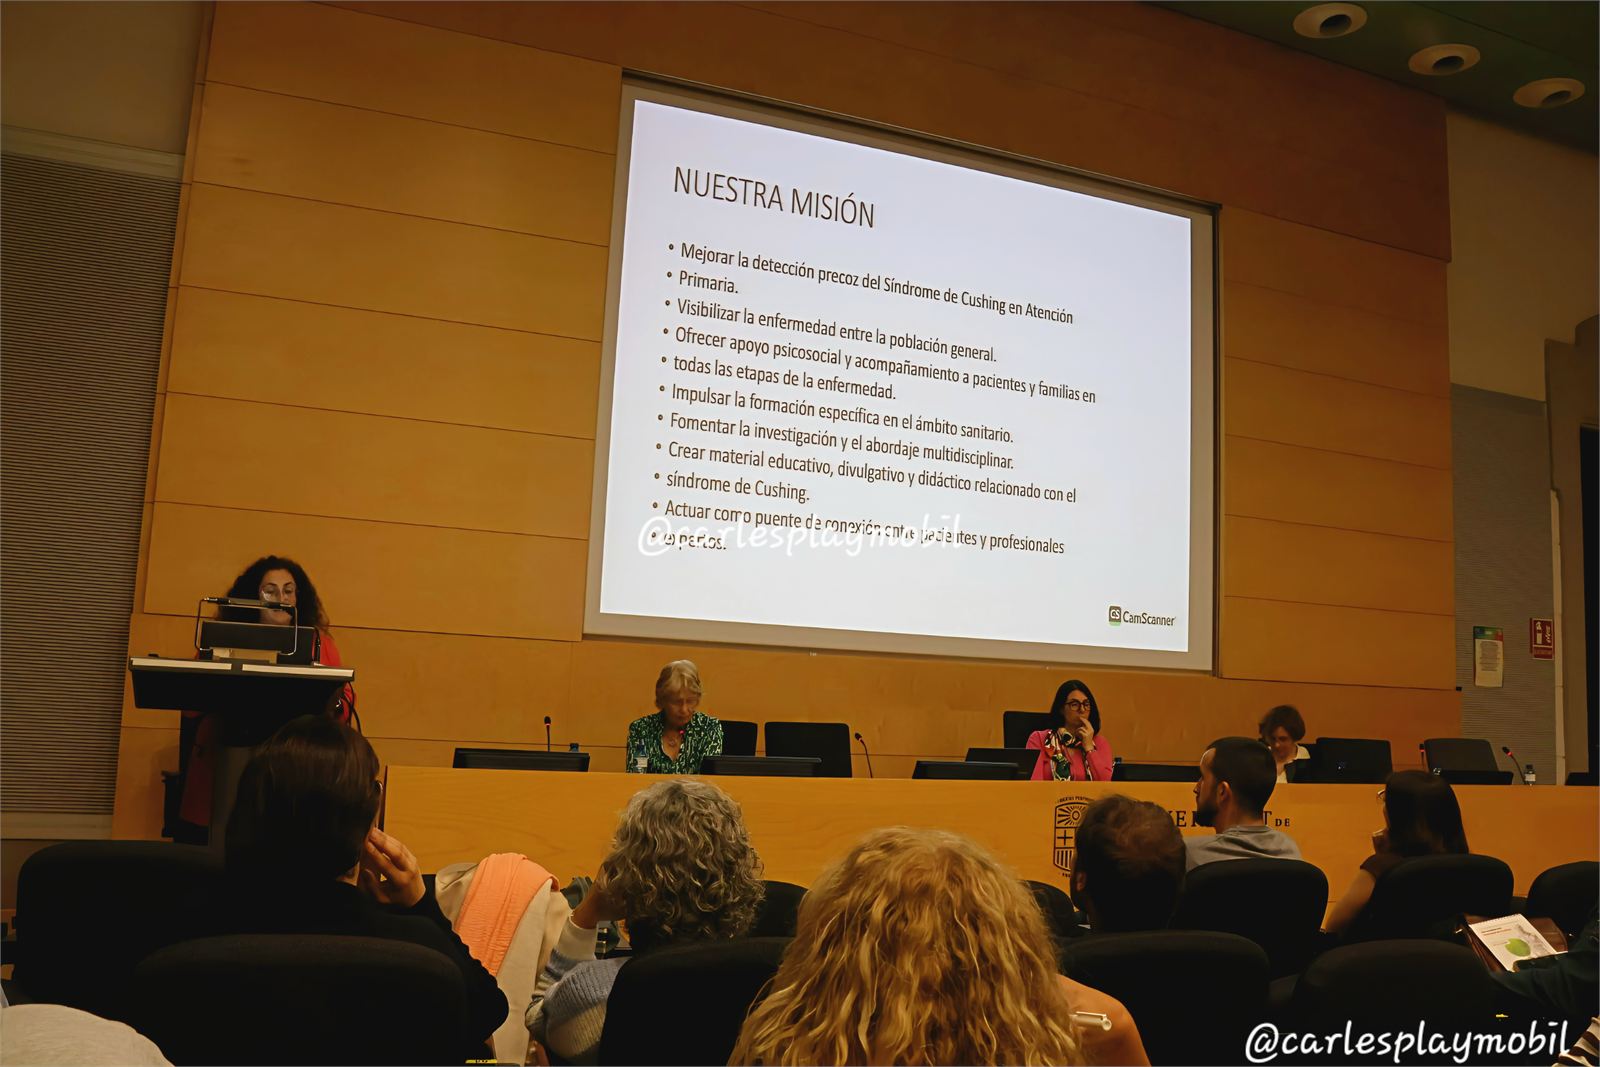 NUESTRA MISIÓN
• Mejorar la detección precoz del Síndrome de Cushing en Atención
• Primaria.
• Visibilizar la enfermedad entre la población general.
• Ofrecer apoyo psicosocial y acompañamiento a pacientes y familias en
• todas las etapas de la enfermedad.
• Impulsar la formación específica en el ámbito sanitario.
• Fomentar la investigación y el abordaje multidisciplinar.
• Crear material educativo, divulgativo y didáctico relacionado con el
• síndrome de Cushing.
• Actuar como puente de conexión entre pacientes y profesionales
• expertos.
@carlesplaymobil
CS CamScanner
DE
@carlesplaymobil